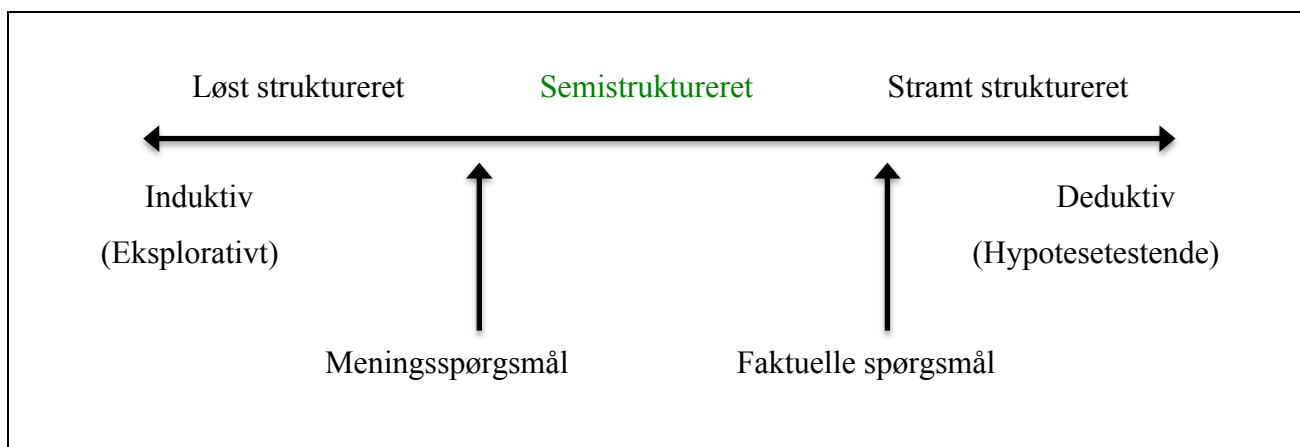 Løst struktureret Semistruktureret Stramt struktureret
Induktiv Deduktiv
(Eksplorativt) (Hypotesetestende)
Meningsspørgsmål Faktuelle spørgsmål